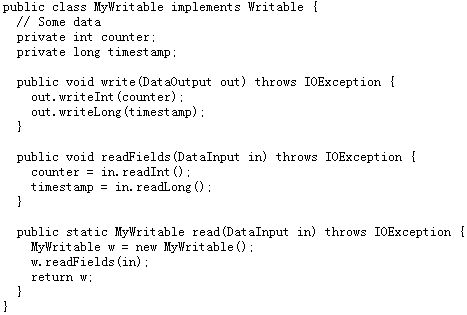 public class MyWritable implements Writable {
  // Some data
  private int counter;
  private long timestamp;

  public void write(DataOutput out) throws IOException {
    out.writeInt(counter);
    out.writeLong(timestamp);
  }

  public void readFields(DataInput in) throws IOException {
    counter = in.readInt();
    timestamp = in.readLong();
  }

  public static MyWritable read(DataInput in) throws IOException {
    MyWritable w = new MyWritable();
    w.readFields(in);
    return w;
  }
}